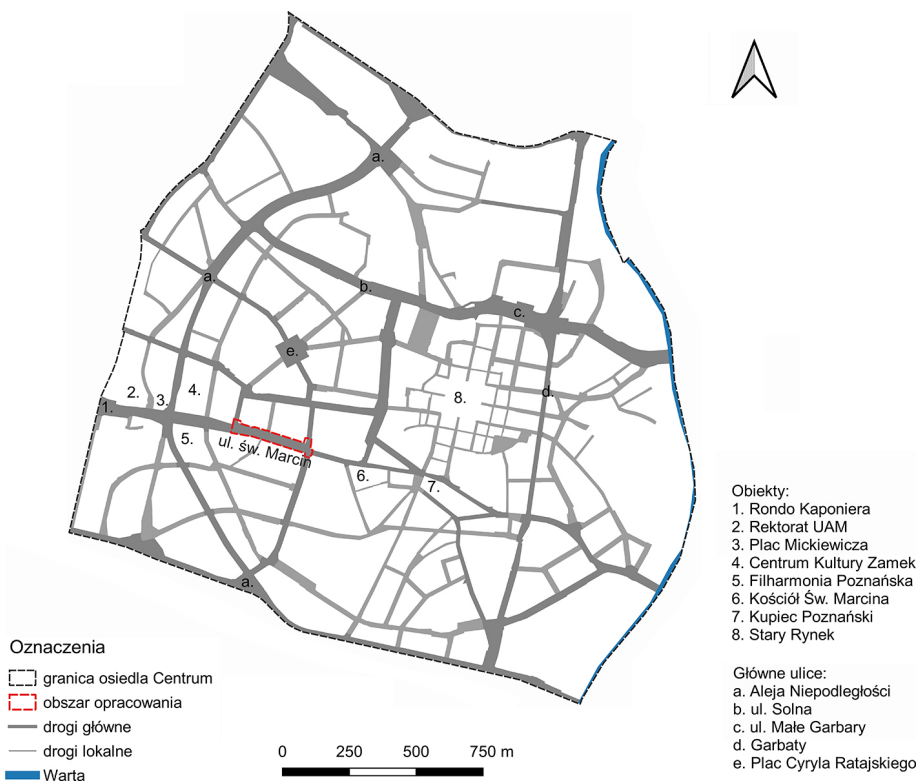 a.
a.
b.
c.
e.
d.
1.
2.
3.
4.
5.
ul. św. Marcin
6.
7.
8.
a.
Obiekty:
1. Rondo Kaponiera
2. Rektorat UAM
3. Plac Mickiewicza
4. Centrum Kultury Zamek
5. Filharmonia Poznańska
6. Kościół Św. Marcina
7. Kupiec Poznański
8. Stary Rynek
Główne ulice:
a. Aleja Niepodległości
b. ul. Solna
c. ul. Małe Garbary
d. Garbaty
e. Plac Cyryla Ratajskiego
Oznaczenia
granica osiedla Centrum
obszar opracowania
drogi główne
drogi lokalne
Warta
0 250 500 750 m